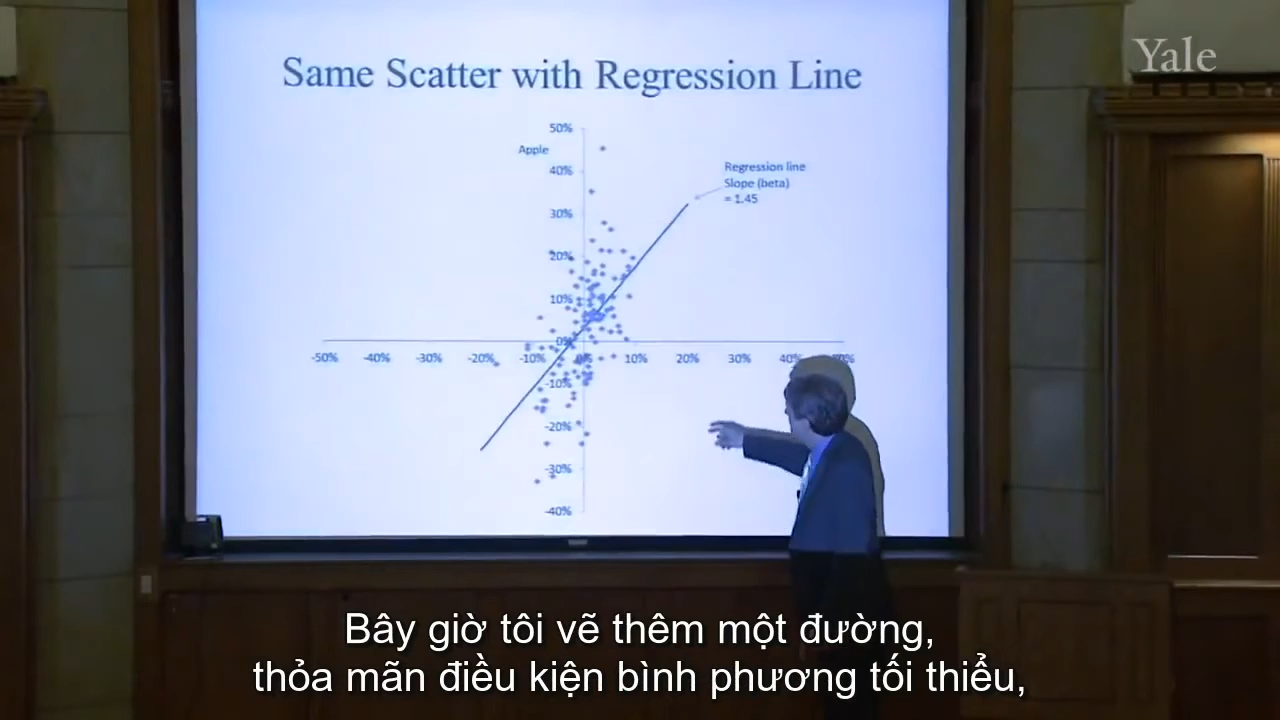 Yale
Same Scatter with Regression Line
50%
Apple
40%
Regression line
Slope (beta)
= 1.45
30%
20%
10%
0%
-50% -40% -30% -20% -10% 0% 10% 20% 30% 40%
-10%
-20%
-30%
-40%
Bây giờ tôi vẽ thêm một đường,
thỏa mãn điều kiện bình phương tối thiểu,